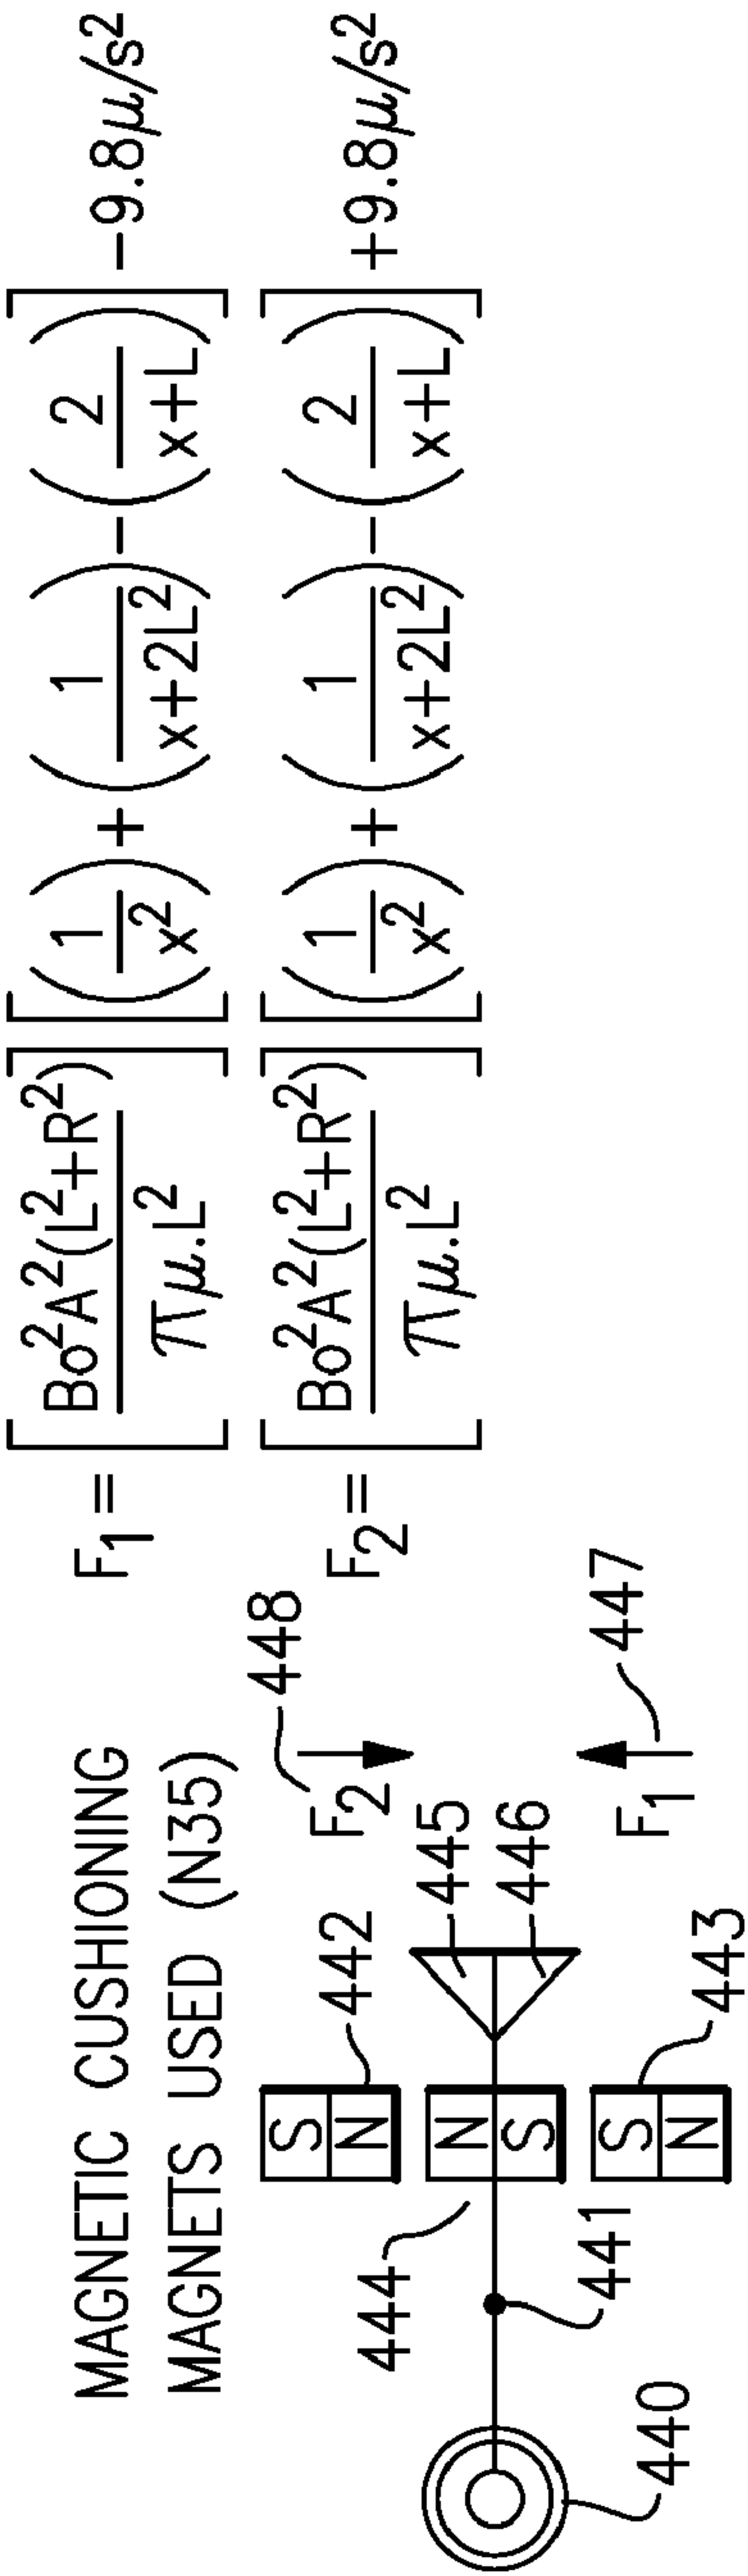 MAGNETIC CUSHIONING
MAGNETS USED (N35)
F₁ = [Bo²A²(L²+R²) / πμ.L²] [(1/x²) + (1/x+2L²) − (2/x+L)] −9.8μ/s²
F₂ = [Bo²A²(L²+R²) / πμ.L²] [(1/x²) + (1/x+2L²) − (2/x+L)] +9.8μ/s²
448
F₂
442
S
N
445
444
N
S
446
441
440
S
N
443
F₁
447